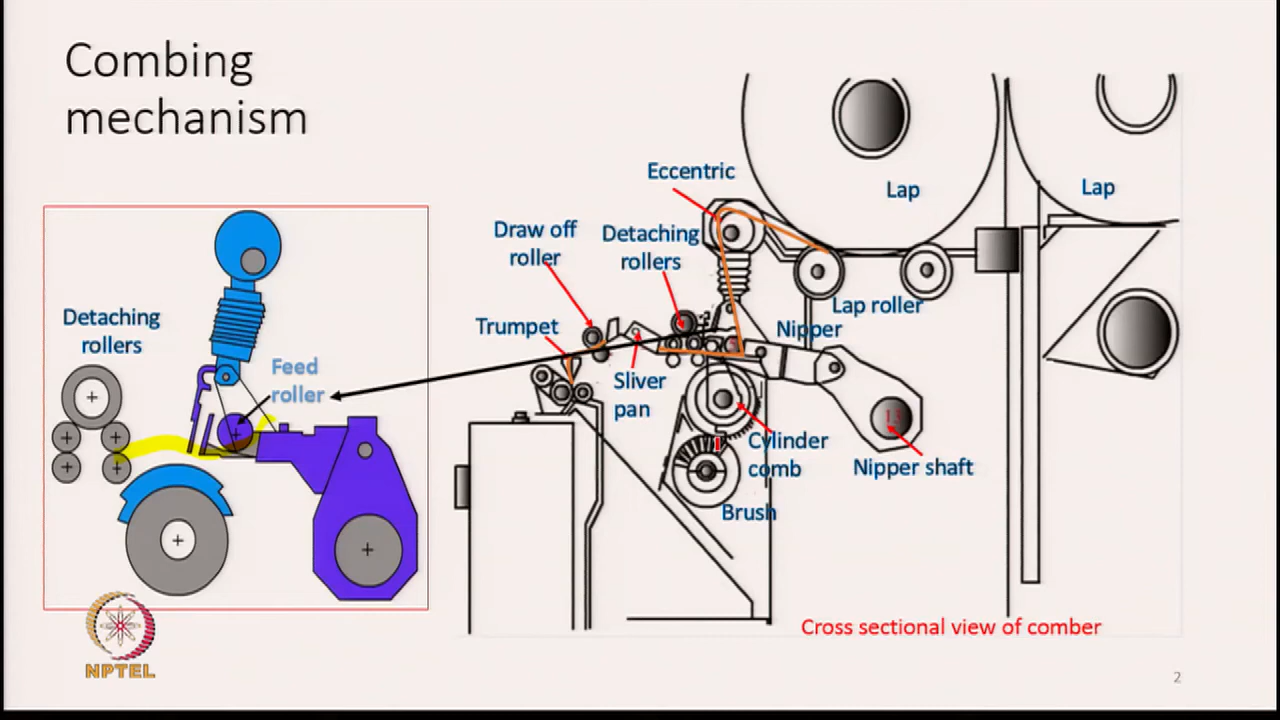 Combing
mechanism
Detaching
rollers
Feed
roller
Eccentric
Lap
Lap
Draw off
roller
Detaching
rollers
Lap roller
Trumpet
Nipper
Sliver
pan
13
Cylinder
comb
Nipper shaft
Brush
Cross sectional view of comber
NPTEL
2